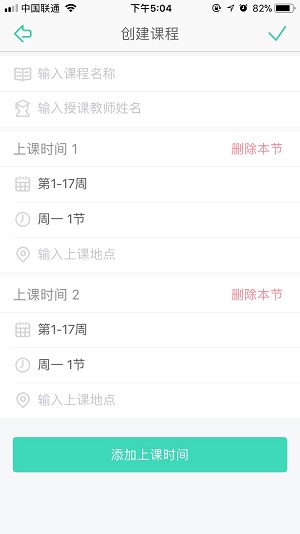 中国联通
下午5:04
82%
创建课程
输入课程名称
输入授课教师姓名
上课时间 1 删除本节
第1-17周
周一 1节
输入上课地点
上课时间 2 删除本节
第1-17周
周一 1节
输入上课地点
添加上课时间